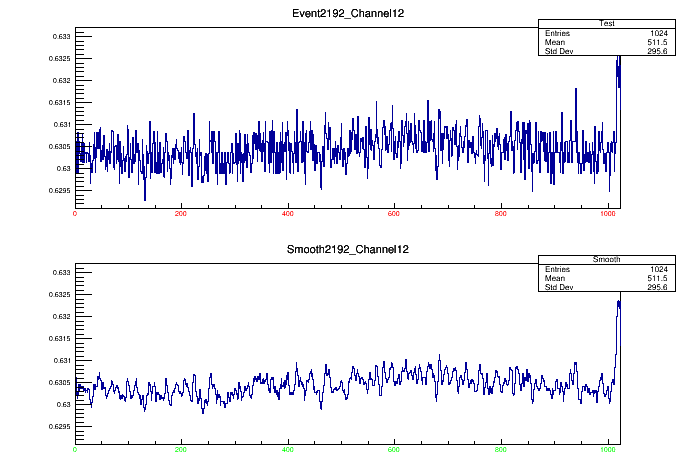 Event2192_Channel12
Test
Entries 1024
Mean 511.5
Std Dev 295.6
0.633
0.6325
0.632
0.6315
0.631
0.6305
0.63
0.6295
0 200 400 600 800 1000
Smooth2192_Channel12
Smooth
Entries 1024
Mean 511.5
Std Dev 295.6
0.633
0.6325
0.632
0.6315
0.631
0.6305
0.63
0.6295
0 200 400 600 800 1000